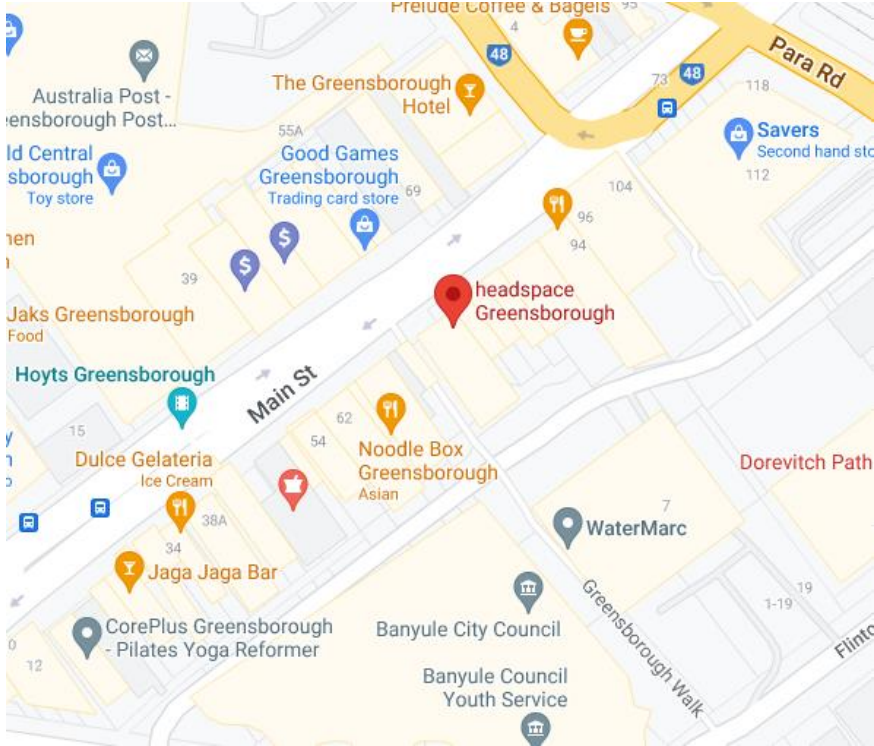 Prelude Coffee & Bagels
95
4
48
Para Rd
73
48
118
Australia Post -
eensborough Post...
The Greensborough
Hotel
55A
Savers
Second hand sto
112
ld Central
sborough
Toy store
Good Games
Greensborough
Trading card store
69
104
96
94
nen
39
headspace
Greensborough
Jaks Greensborough
Food
Hoyts Greensborough
Main St
62
15
54
Noodle Box
Greensborough
Asian
Dulce Gelateria
Ice Cream
38A
Dorevitch Path
7
WaterMarc
34
Jaga Jaga Bar
19
1-19
Greensborough Walk
Flinto
CorePlus Greensborough
- Pilates Yoga Reformer
Banyule City Council
12
Banyule Council
Youth Service